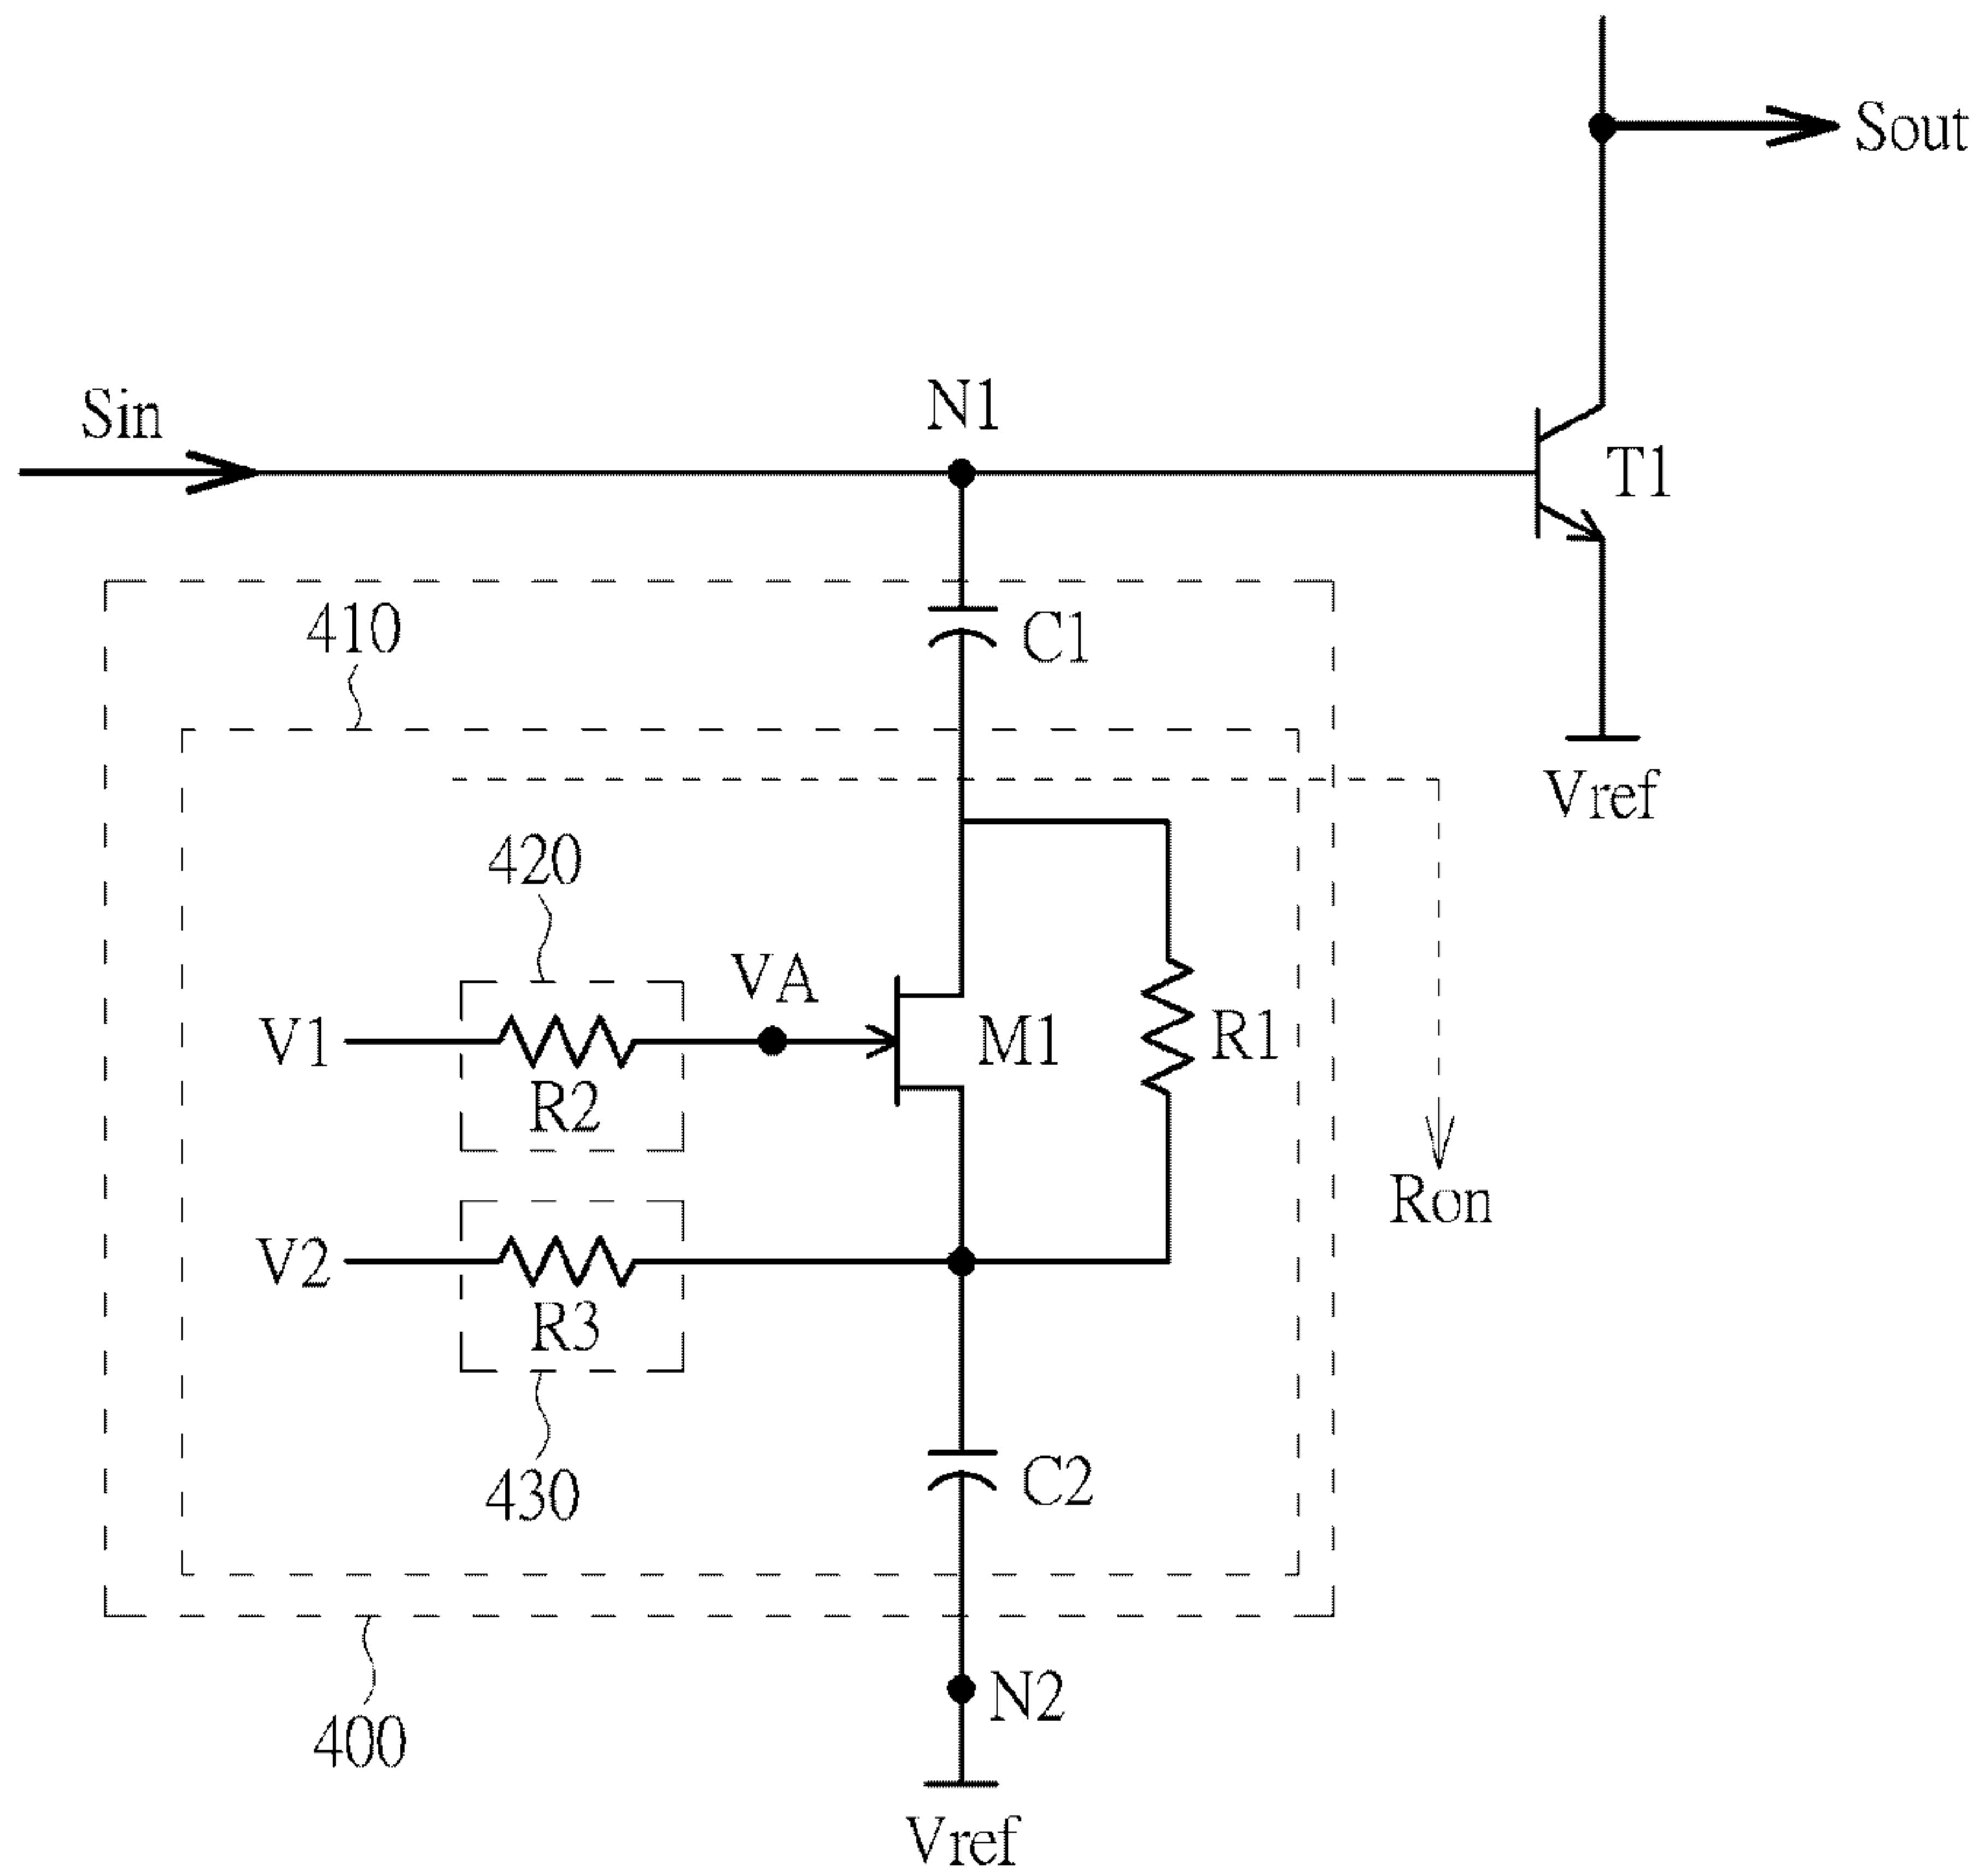 Sout
N1
Sin
T1
410
C1
Vref
420
VA
V1
M1
R1
R2
Ron
V2
R3
430
C2
N2
400
Vref